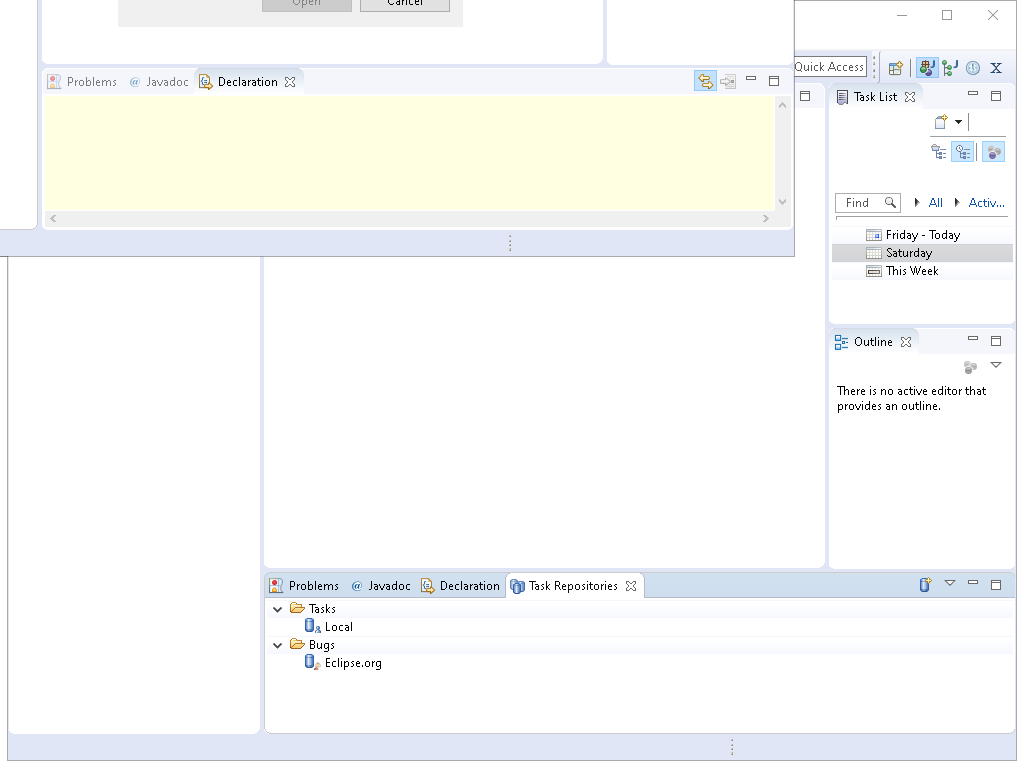 Open Cancel
Problems @ Javadoc Declaration
Quick Access
Task List
Find All Activ...
Friday - Today
Saturday
This Week
Outline
There is no active editor that
provides an outline.
Problems @ Javadoc Declaration Task Repositories
Tasks
Local
Bugs
Eclipse.org